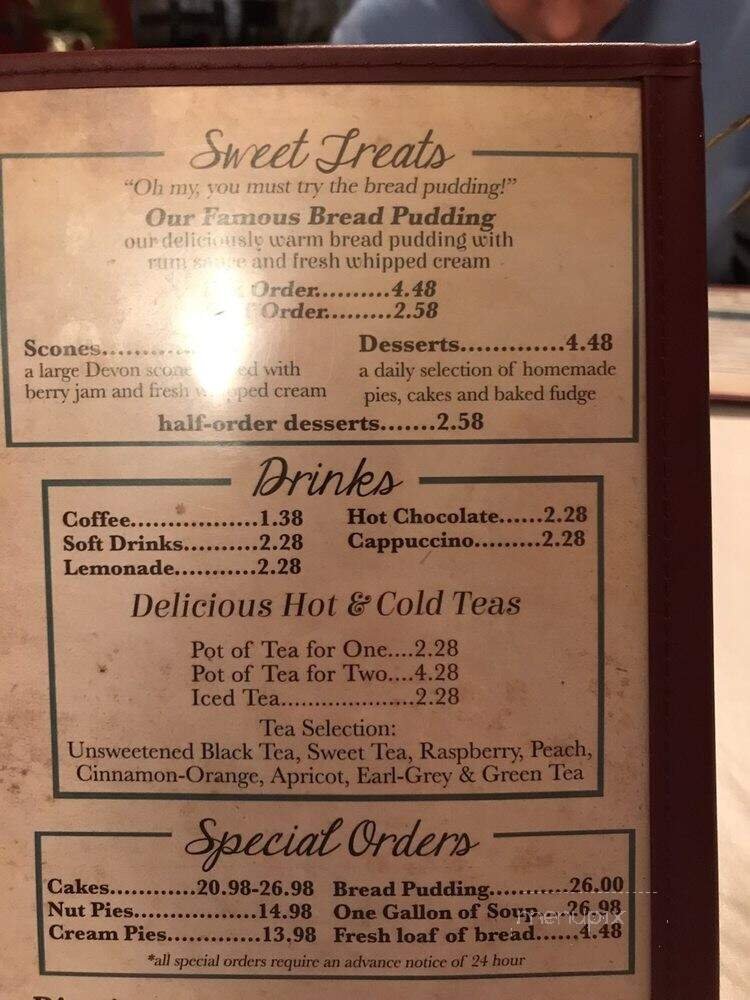 Sweet Treats
"Oh my, you must try the bread pudding!"
Our Famous Bread Pudding
our deliciously warm bread pudding with
rum sauce and fresh whipped cream
Order..........4.48
Order.........2.58
Scones...........
Desserts.............4.48
a large Devon scone with
a daily selection of homemade
berry jam and fresh whipped cream
pies, cakes and baked fudge
half-order desserts.......2.58
Drinks
Coffee.................1.38
Hot Chocolate......2.28
Soft Drinks..........2.28
Cappuccino.........2.28
Lemonade...........2.28
Delicious Hot & Cold Teas
Pot of Tea for One....2.28
Pot of Tea for Two....4.28
Iced Tea.....................2.28
Tea Selection:
Unsweetened Black Tea, Sweet Tea, Raspberry, Peach,
Cinnamon-Orange, Apricot, Earl-Grey & Green Tea
Special Orders
Cakes............20.98-26.98 Bread Pudding...........26.00
Nut Pies.................14.98 One Gallon of Soup....26.98
Cream Pies.............13.98 Fresh loaf of bread......4.48
*all special orders require an advance notice of 24 hour
menupix